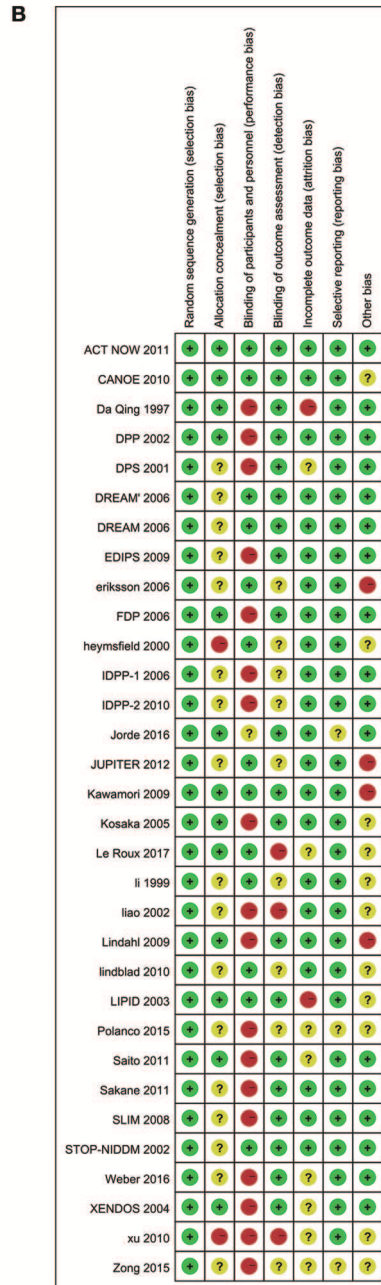 B
Random sequence generation (selection bias)
Allocation concealment (selection bias)
Blinding of participants and personnel (performance bias)
Blinding of outcome assessment (detection bias)
Incomplete outcome data (attrition bias)
Selective reporting (reporting bias)
Other bias
ACT NOW 2011 + + + + + + +
CANOE 2010 + + + + + + ?
Da Qing 1997 + + – + – + +
DPP 2002 + + – + + + +
DPS 2001 + ? – + ? + +
DREAM' 2006 + ? + + + + +
DREAM 2006 + ? + + + + +
EDIPS 2009 + ? – + + + +
eriksson 2006 + ? + ? + + –
FDP 2006 + + – + + + +
heymsfield 2000 + – + ? + + ?
IDPP-1 2006 + ? – ? + + +
IDPP-2 2010 + ? – ? + + +
Jorde 2016 + + ? + + ? +
JUPITER 2012 + ? + ? + + –
Kawamori 2009 + + + + + + –
Kosaka 2005 + + – + + + ?
Le Roux 2017 + + + – ? + ?
li 1999 + ? + ? + + ?
liao 2002 + ? – – + + ?
Lindahl 2009 + + – + + + –
lindblad 2010 + ? + ? + + ?
LIPID 2003 + + + + – + ?
Polanco 2015 + ? – ? ? ? ?
Saito 2011 + + – + ? + +
Sakane 2011 + ? – + + + +
SLIM 2008 + ? – + + + +
STOP-NIDDM 2002 + ? + + + + +
Weber 2016 + ? – + ? + +
XENDOS 2004 + + – + ? + +
xu 2010 + – – – ? + ?
Zong 2015 + ? – ? ? ? ?